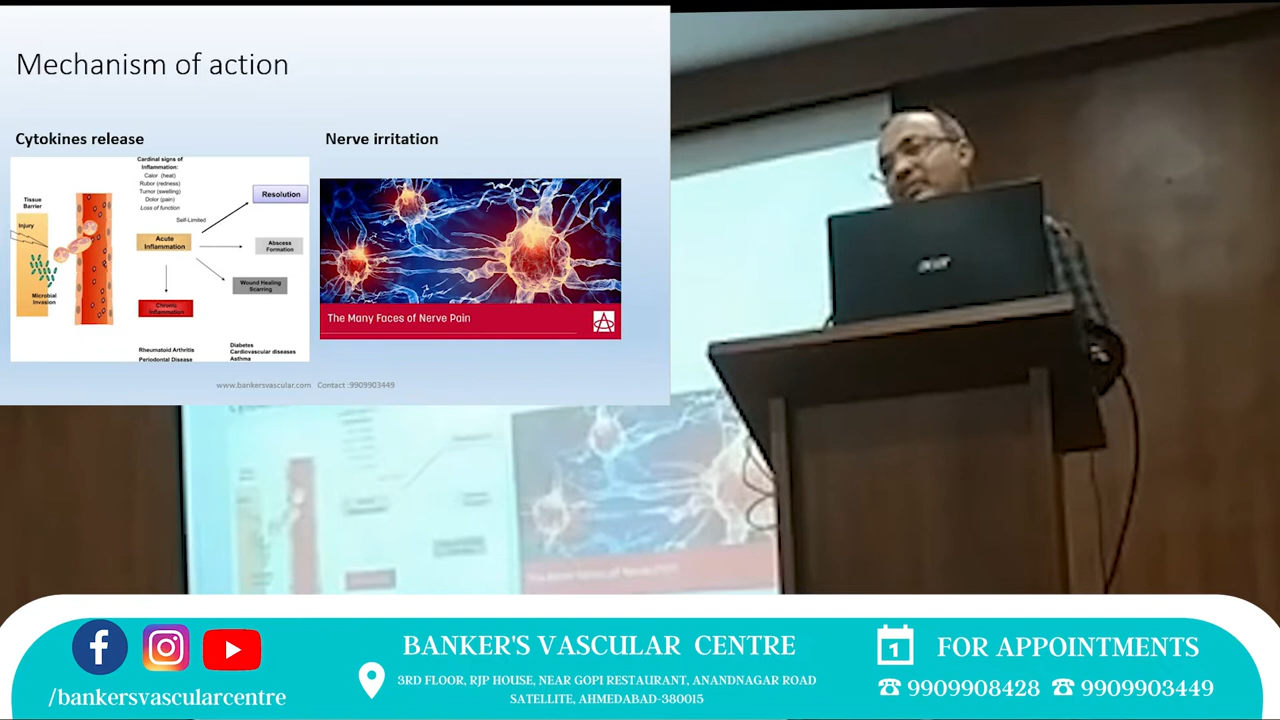 Mechanism of action
Cytokines release
Nerve irritation
Cardinal signs of
Inflammation:
Calor (heat)
Rubor (redness)
Tumor (swelling)
Dolor (pain)
Loss of function
Self-Limited
Tissue
Barrier
Injury
Microbial
Invasion
Acute
Inflammation
Resolution
Abscess
Formation
Wound Healing
Scarring
Chronic
Inflammation
Rheumatoid Arthritis
Periodontal Disease
Diabetes
Cardiovascular diseases
Asthma
The Many Faces of Nerve Pain
www.bankersvascular.com Contact :9909903449
acer
/bankersvascularcentre
BANKER'S VASCULAR CENTRE
3RD FLOOR, RJP HOUSE, NEAR GOPI RESTAURANT, ANANDNAGAR ROAD
SATELLITE, AHMEDABAD-380015
1
FOR APPOINTMENTS
9909908428 9909903449